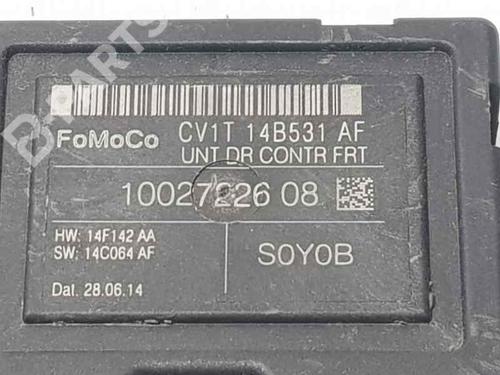 B-PARTS
FoMoCo CV1T 14B531 AF
UNT DR CONTR FRT
10027226 08
HW: 14F142 AA
SW: 14C064 AF
S0Y0B
Dat. 28.06.14